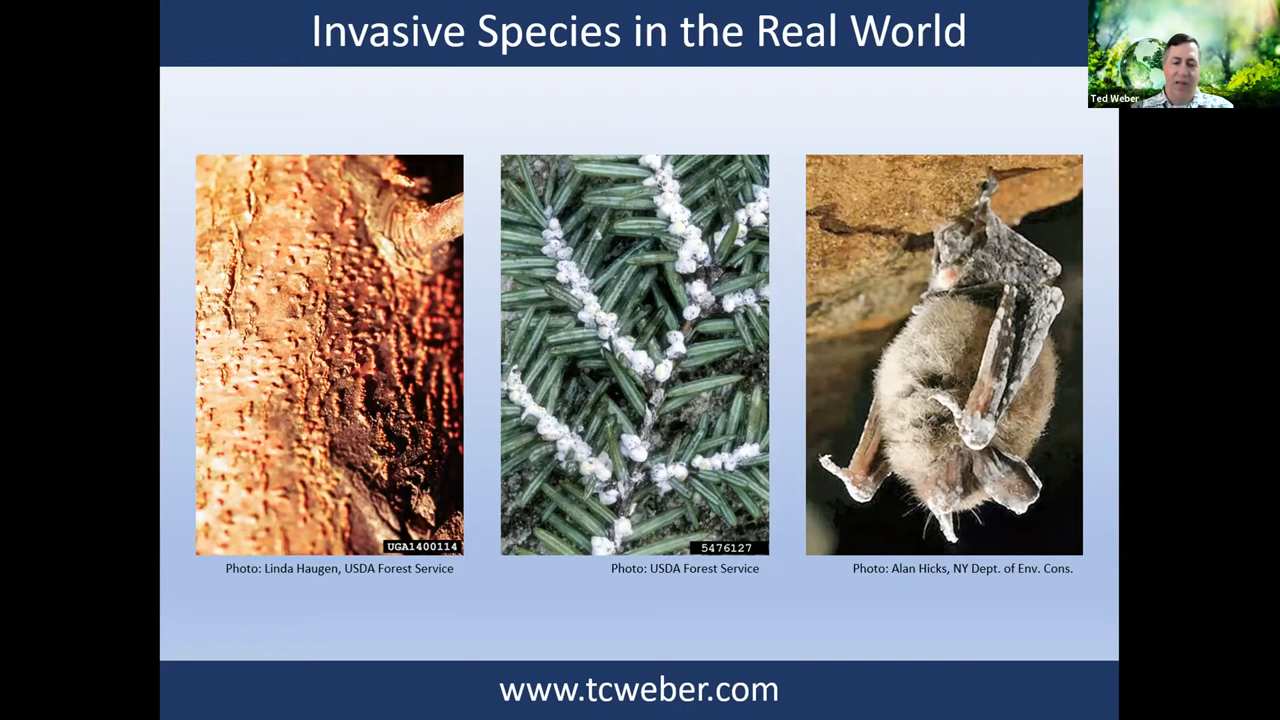 Invasive Species in the Real World
Ted Weber
UGA1400114
5476127
Photo: Linda Haugen, USDA Forest Service
Photo: USDA Forest Service
Photo: Alan Hicks, NY Dept. of Env. Cons.
www.tcweber.com